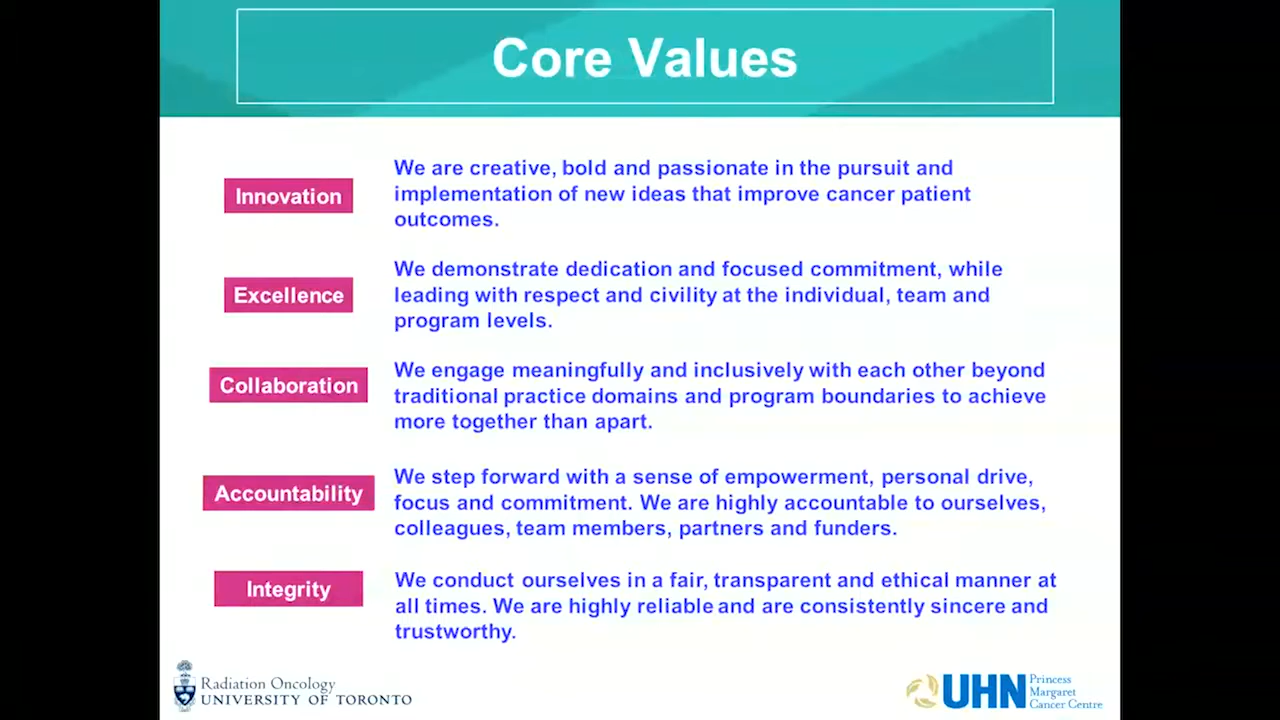 Core Values
Innovation
We are creative, bold and passionate in the pursuit and
implementation of new ideas that improve cancer patient
outcomes.
Excellence
We demonstrate dedication and focused commitment, while
leading with respect and civility at the individual, team and
program levels.
Collaboration
We engage meaningfully and inclusively with each other beyond
traditional practice domains and program boundaries to achieve
more together than apart.
Accountability
We step forward with a sense of empowerment, personal drive,
focus and commitment. We are highly accountable to ourselves,
colleagues, team members, partners and funders.
Integrity
We conduct ourselves in a fair, transparent and ethical manner at
all times. We are highly reliable and are consistently sincere and
trustworthy.
Radiation Oncology
UNIVERSITY OF TORONTO
UHN
Princess
Margaret
Cancer Centre